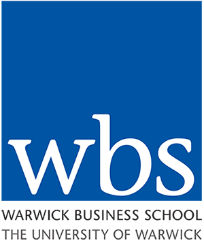 wbs
WARWICK BUSINESS SCHOOL
THE UNIVERSITY OF WARWICK